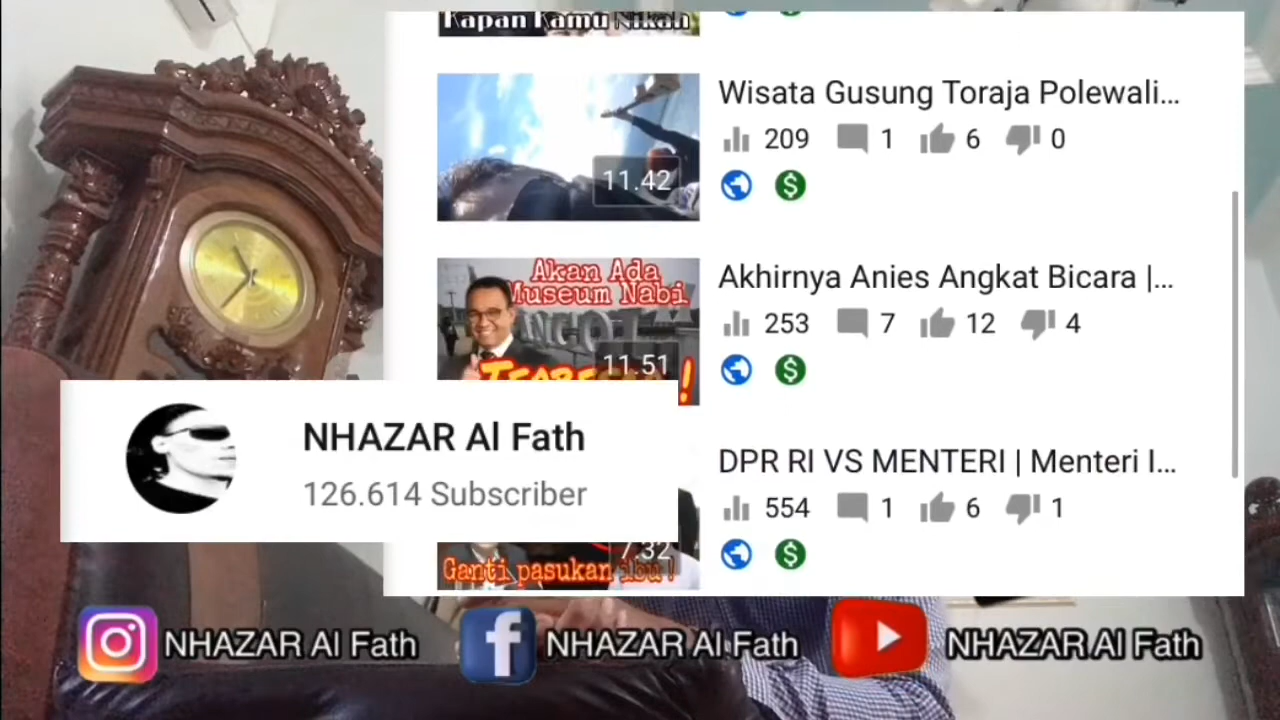 Kapan Kamu Nikah
Wisata Gusung Toraja Polewali...
209 1 6 0
11.42
Akan Ada
Museum Nabi
Akhirnya Anies Angkat Bicara |...
253 7 12 4
11.51
NHAZAR Al Fath
126.614 Subscriber
DPR RI VS MENTERI | Menteri I...
554 1 6 1
7.32
Ganti pasukan ibu!
NHAZAR Al Fath
NHAZAR Al Fath
NHAZAR Al Fath